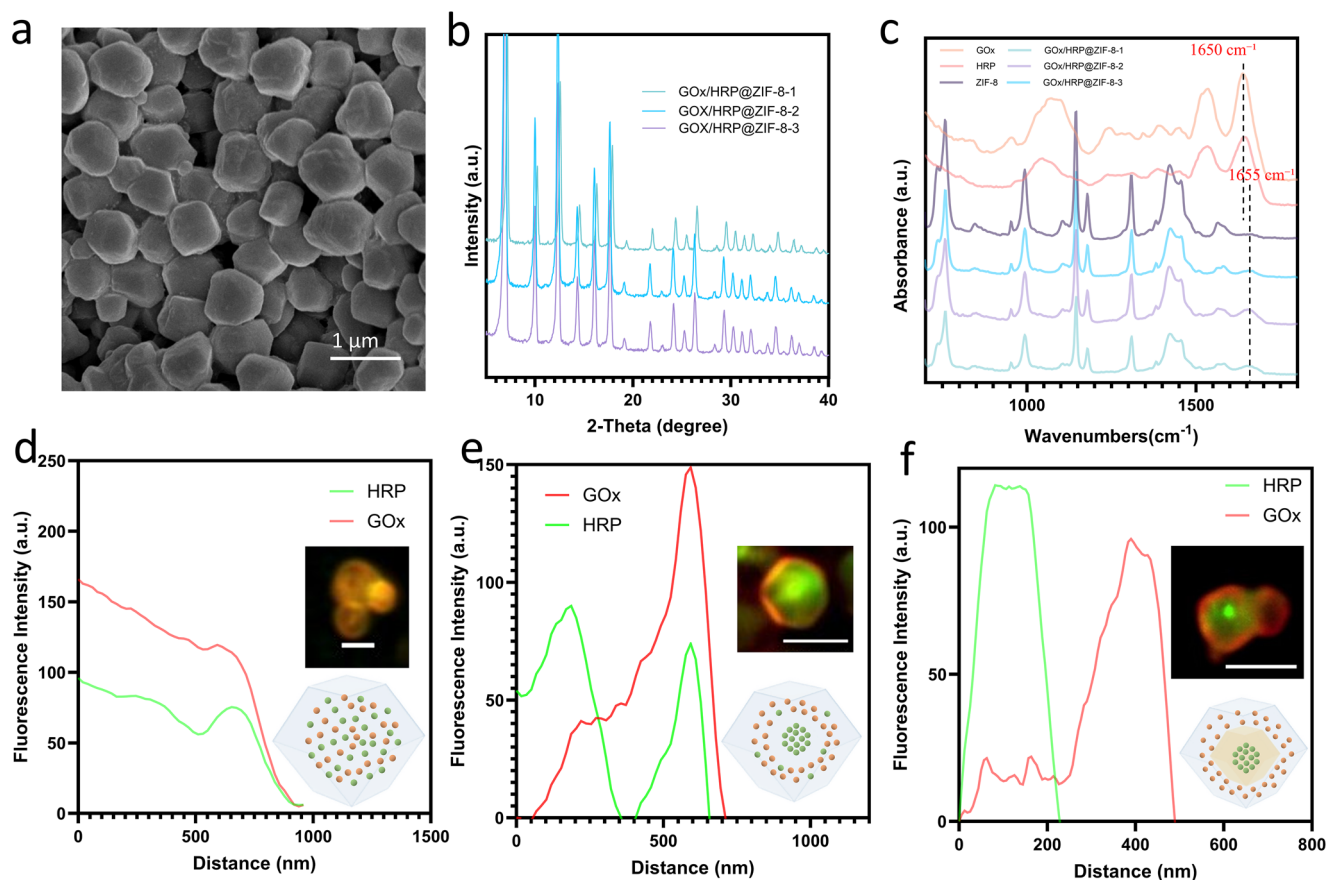 a
1 μm
b
Intensity (a.u.)
GOx/HRP@ZIF-8-1
GOX/HRP@ZIF-8-2
GOX/HRP@ZIF-8-3
10 20 30 40
2-Theta (degree)
c
Absorbance (a.u.)
GOx
HRP
ZIF-8
GOx/HRP@ZIF-8-1
GOx/HRP@ZIF-8-2
GOx/HRP@ZIF-8-3
1650 cm⁻¹
1655 cm⁻¹
1000 1500
Wavenumbers(cm⁻¹)
d
Fluorescence Intensity (a.u.)
250
200
150
100
50
0
HRP
GOx
0 500 1000 1500
Distance (nm)
e
Fluorescence Intensity (a.u.)
150
100
50
0
GOx
HRP
0 500 1000
Distance (nm)
f
Fluorescence Intensity (a.u.)
100
50
0
HRP
GOx
0 200 400 600 800
Distance (nm)